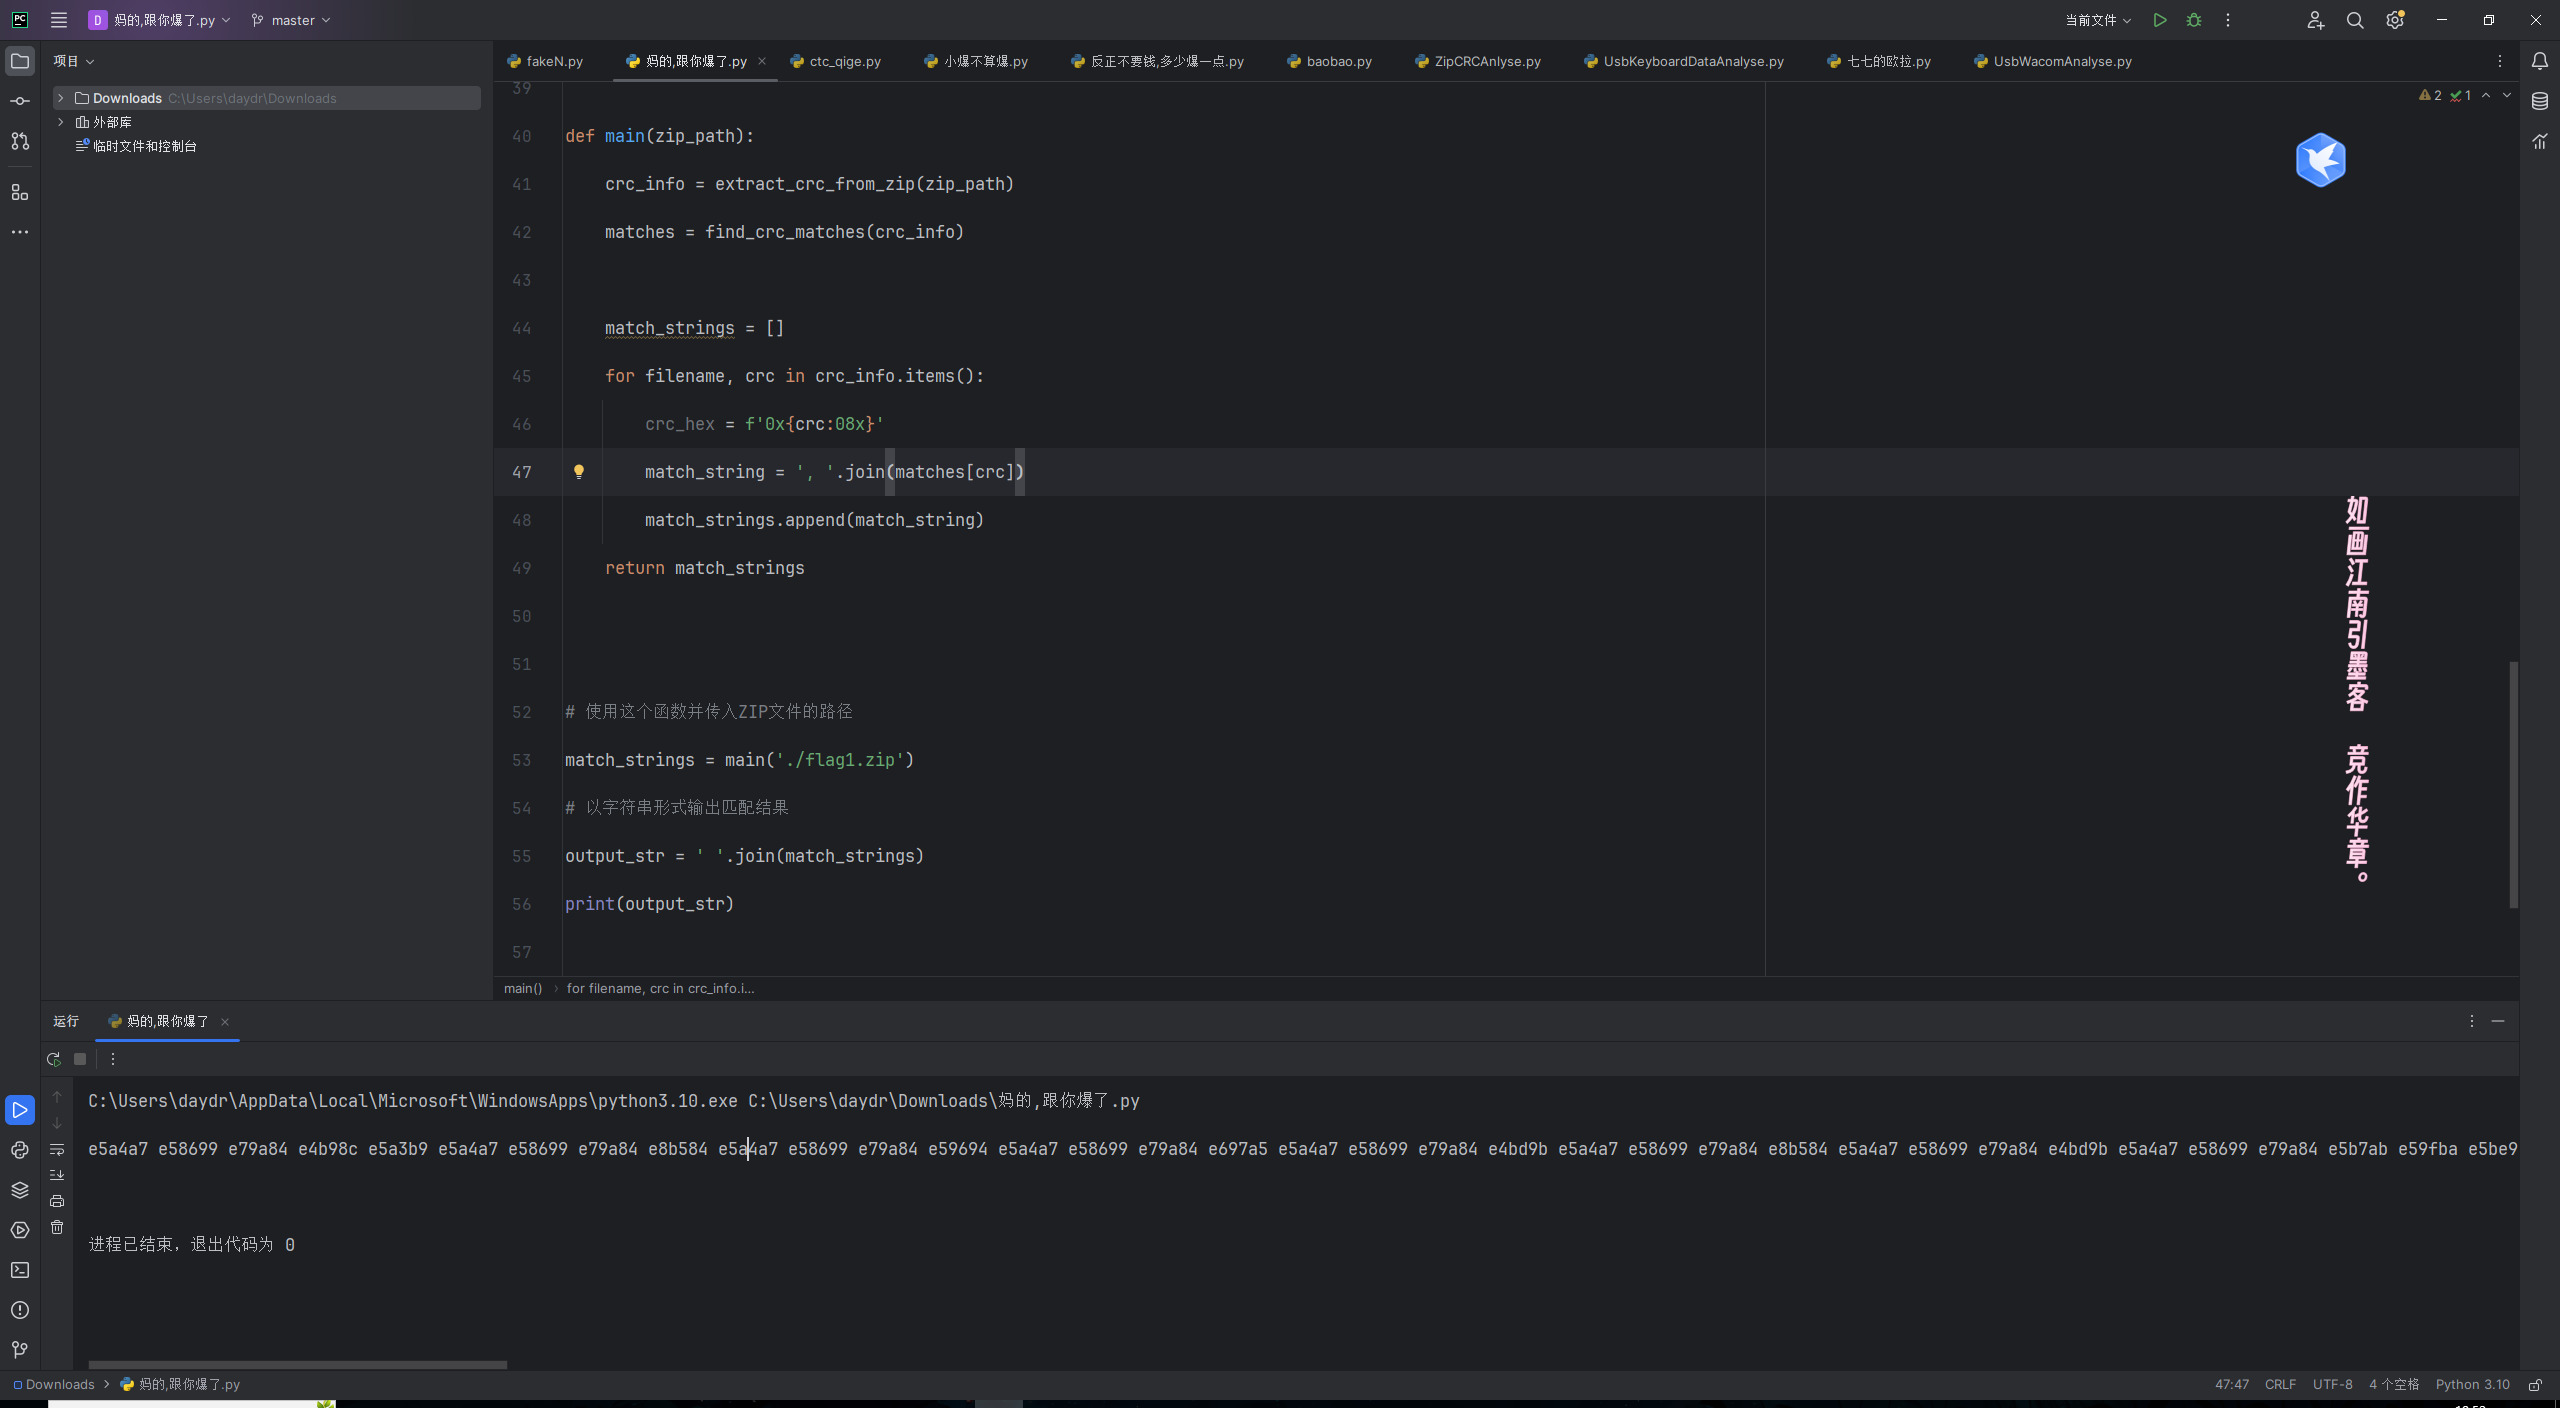 PC
D 妈的,跟你爆了.py master 当前文件
项目
fakeN.py 妈的,跟你爆了.py ctc_qige.py 小爆不算爆.py 反正不要钱,多少爆一点.py baobao.py ZipCRCAnlyse.py UsbKeyboardDataAnalyse.py 七七的欧拉.py UsbWacomAnalyse.py
Downloads C:\Users\daydr\Downloads
外部库
临时文件和控制台
2 1
39
40 def main(zip_path):
41 crc_info = extract_crc_from_zip(zip_path)
42 matches = find_crc_matches(crc_info)
43
44 match_strings = []
45 for filename, crc in crc_info.items():
46 crc_hex = f'0x{crc:08x}'
47 match_string = ', '.join(matches[crc])
48 match_strings.append(match_string)
49 return match_strings
50
51
52 # 使用这个函数并传入ZIP文件的路径
53 match_strings = main('./flag1.zip')
54 # 以字符串形式输出匹配结果
55 output_str = ' '.join(match_strings)
56 print(output_str)
57
如画江南引墨客 竞作华章。
main() › for filename, crc in crc_info.i...
运行 妈的,跟你爆了
C:\Users\daydr\AppData\Local\Microsoft\WindowsApps\python3.10.exe C:\Users\daydr\Downloads\妈的,跟你爆了.py
e5a4a7 e58699 e79a84 e4b98c e5a3b9 e5a4a7 e58699 e79a84 e8b584 e5a4a7 e58699 e79a84 e59694 e5a4a7 e58699 e79a84 e697a5 e5a4a7 e58699 e79a84 e4bd9b e5a4a7 e58699 e79a84 e8b584 e5a4a7 e58699 e79a84 e4bd9b e5a4a7 e58699 e79a84 e5b7ab e59fba e5be9
进程已结束，退出代码为 0
Downloads › 妈的,跟你爆了.py 47:47 CRLF UTF-8 4 个空格 Python 3.10